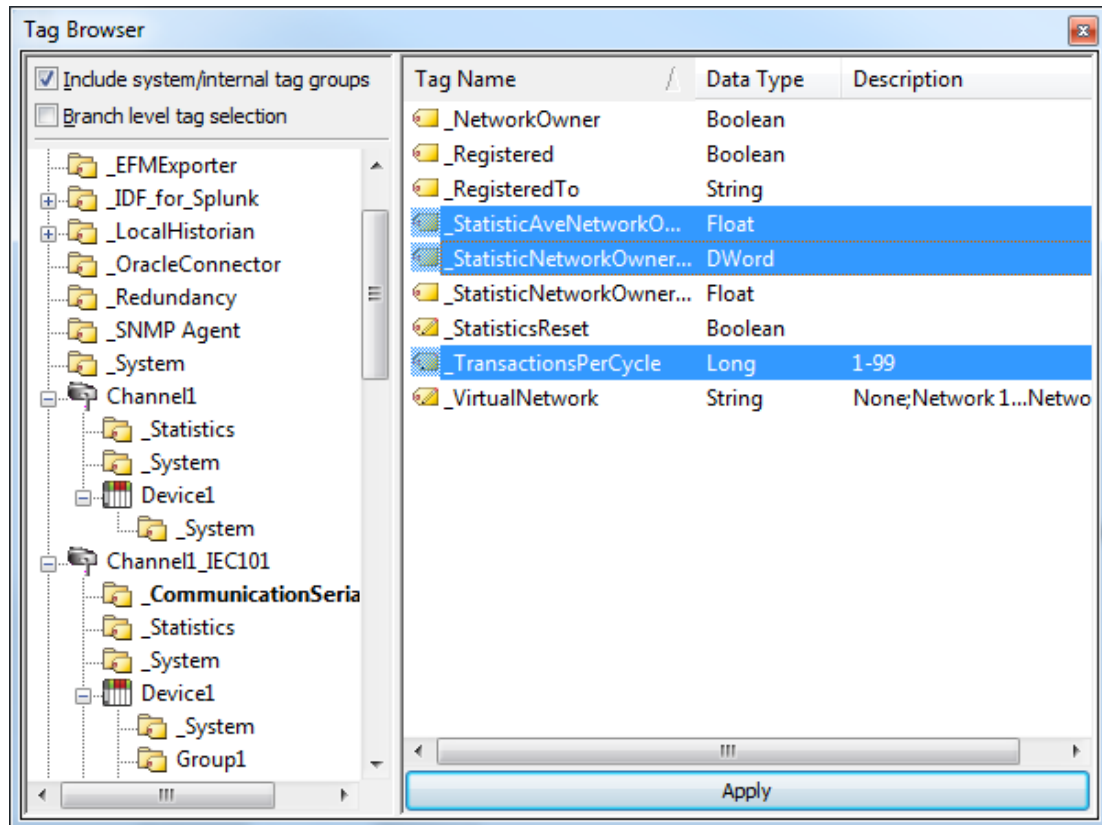 Tag Browser
Include system/internal tag groups
Branch level tag selection
_EFMExporter
_IDF_for_Splunk
_LocalHistorian
_OracleConnector
_Redundancy
_SNMP Agent
_System
Channel1
_Statistics
_System
Device1
_System
Channel1_IEC101
_CommunicationSeria
_Statistics
_System
Device1
_System
Group1
Tag Name Data Type Description
_NetworkOwner Boolean
_Registered Boolean
_RegisteredTo String
_StatisticAveNetworkO... Float
_StatisticNetworkOwner... DWord
_StatisticNetworkOwner... Float
_StatisticsReset Boolean
_TransactionsPerCycle Long 1-99
_VirtualNetwork String None;Network 1...Netwo
Apply